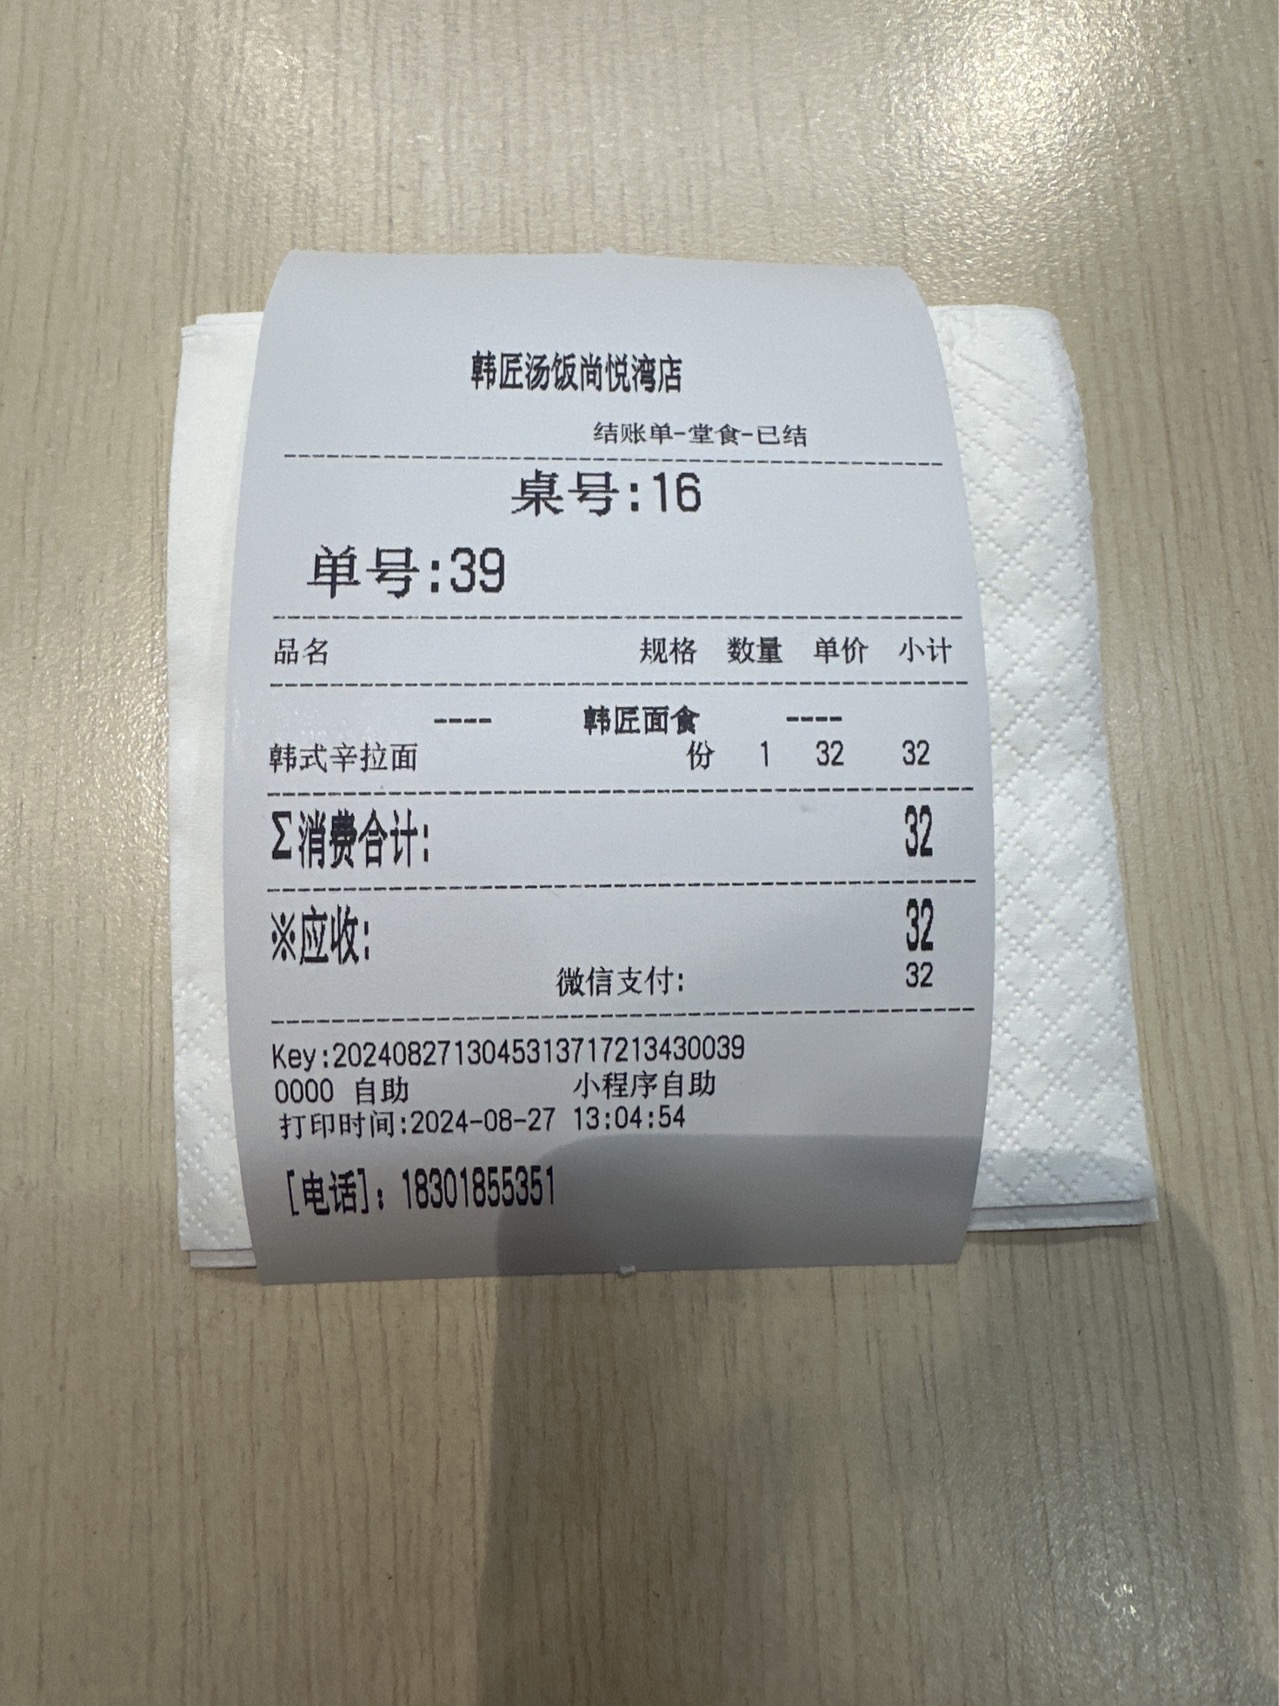 韩匠汤饭尚悦湾店
结账单-堂食-已结
桌号:16
单号:39
品名 规格 数量 单价 小计
---- 韩匠面食 ----
韩式辛拉面 份 1 32 32
Σ消费合计: 32
※应收: 32
微信支付: 32
Key:20240827130453137172134300​39
0000 自助 小程序自助
打印时间:2024-08-27 13:04:54
[电话]: 18301855351